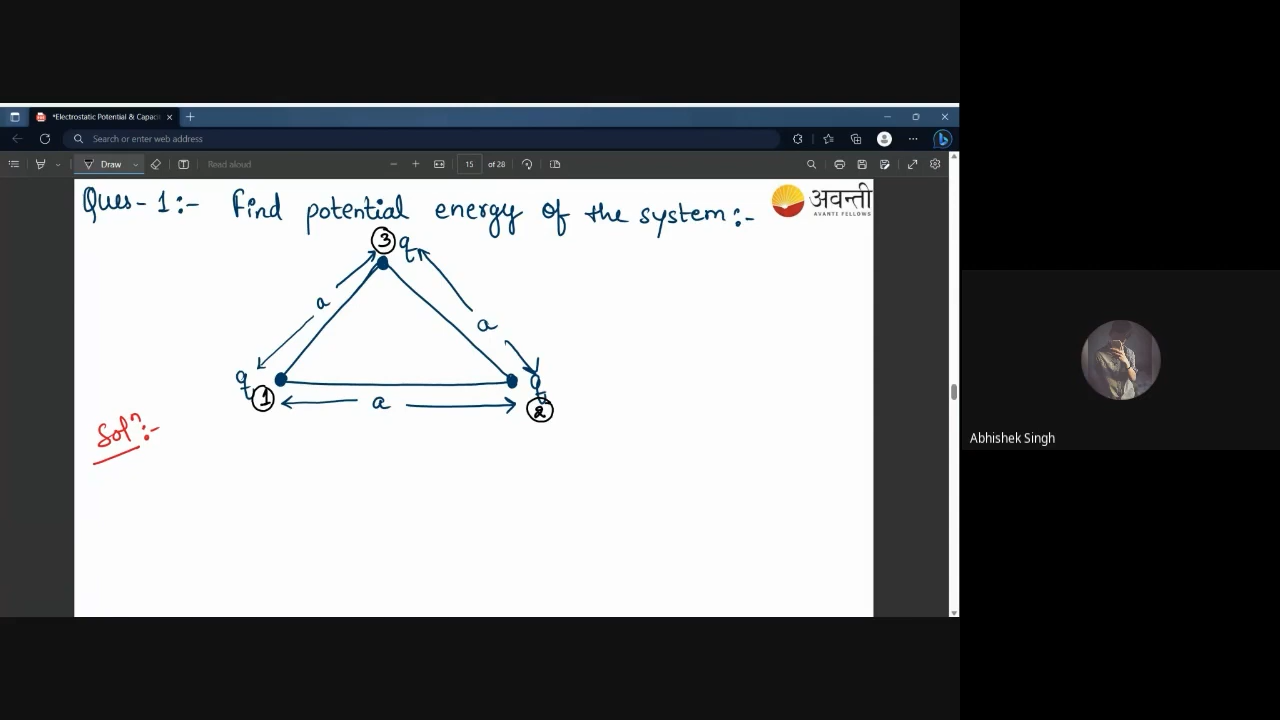 *Electrostatic Potential & Capac
Search or enter web address
Draw
Read aloud
15 of 28
Ques-1:- Find potential energy of the system:-
अवन्ती
AVANTI FELLOWS
3 q
a
a
q
1
a
q
2
Solⁿ:-
Abhishek Singh